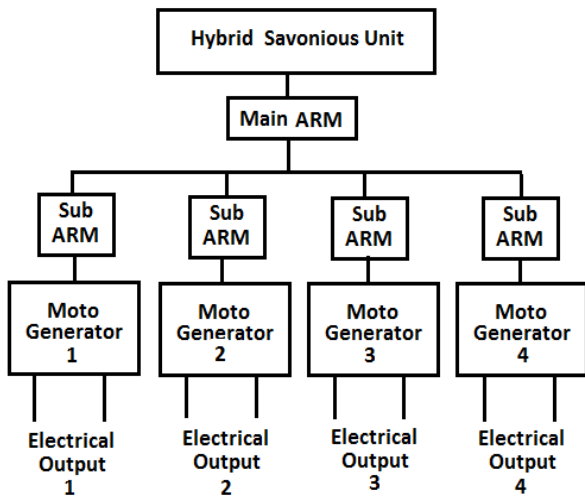 Hybrid Savonious Unit
Main ARM
Sub
ARM
Sub
ARM
Sub
ARM
Sub
ARM
Moto
Generator
1
Moto
Generator
2
Moto
Generator
3
Moto
Generator
4
Electrical
Output
1
Electrical
Output
2
Electrical
Output
3
Electrical
Output
4